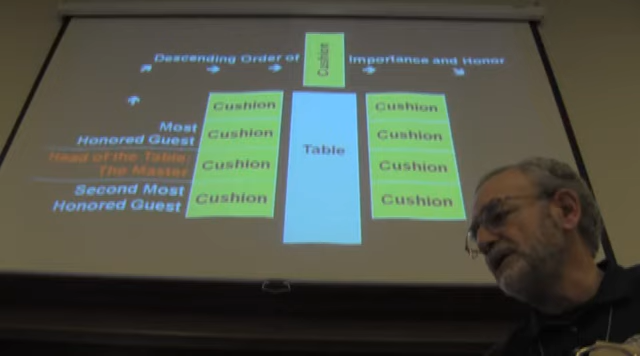 Descending Order of Importance and Honor
Cushion
Cushion
Cushion
Most
Honored Guest
Cushion
Table
Cushion
Head of the Table:
The Master
Cushion
Cushion
Second Most
Honored Guest
Cushion
Cushion